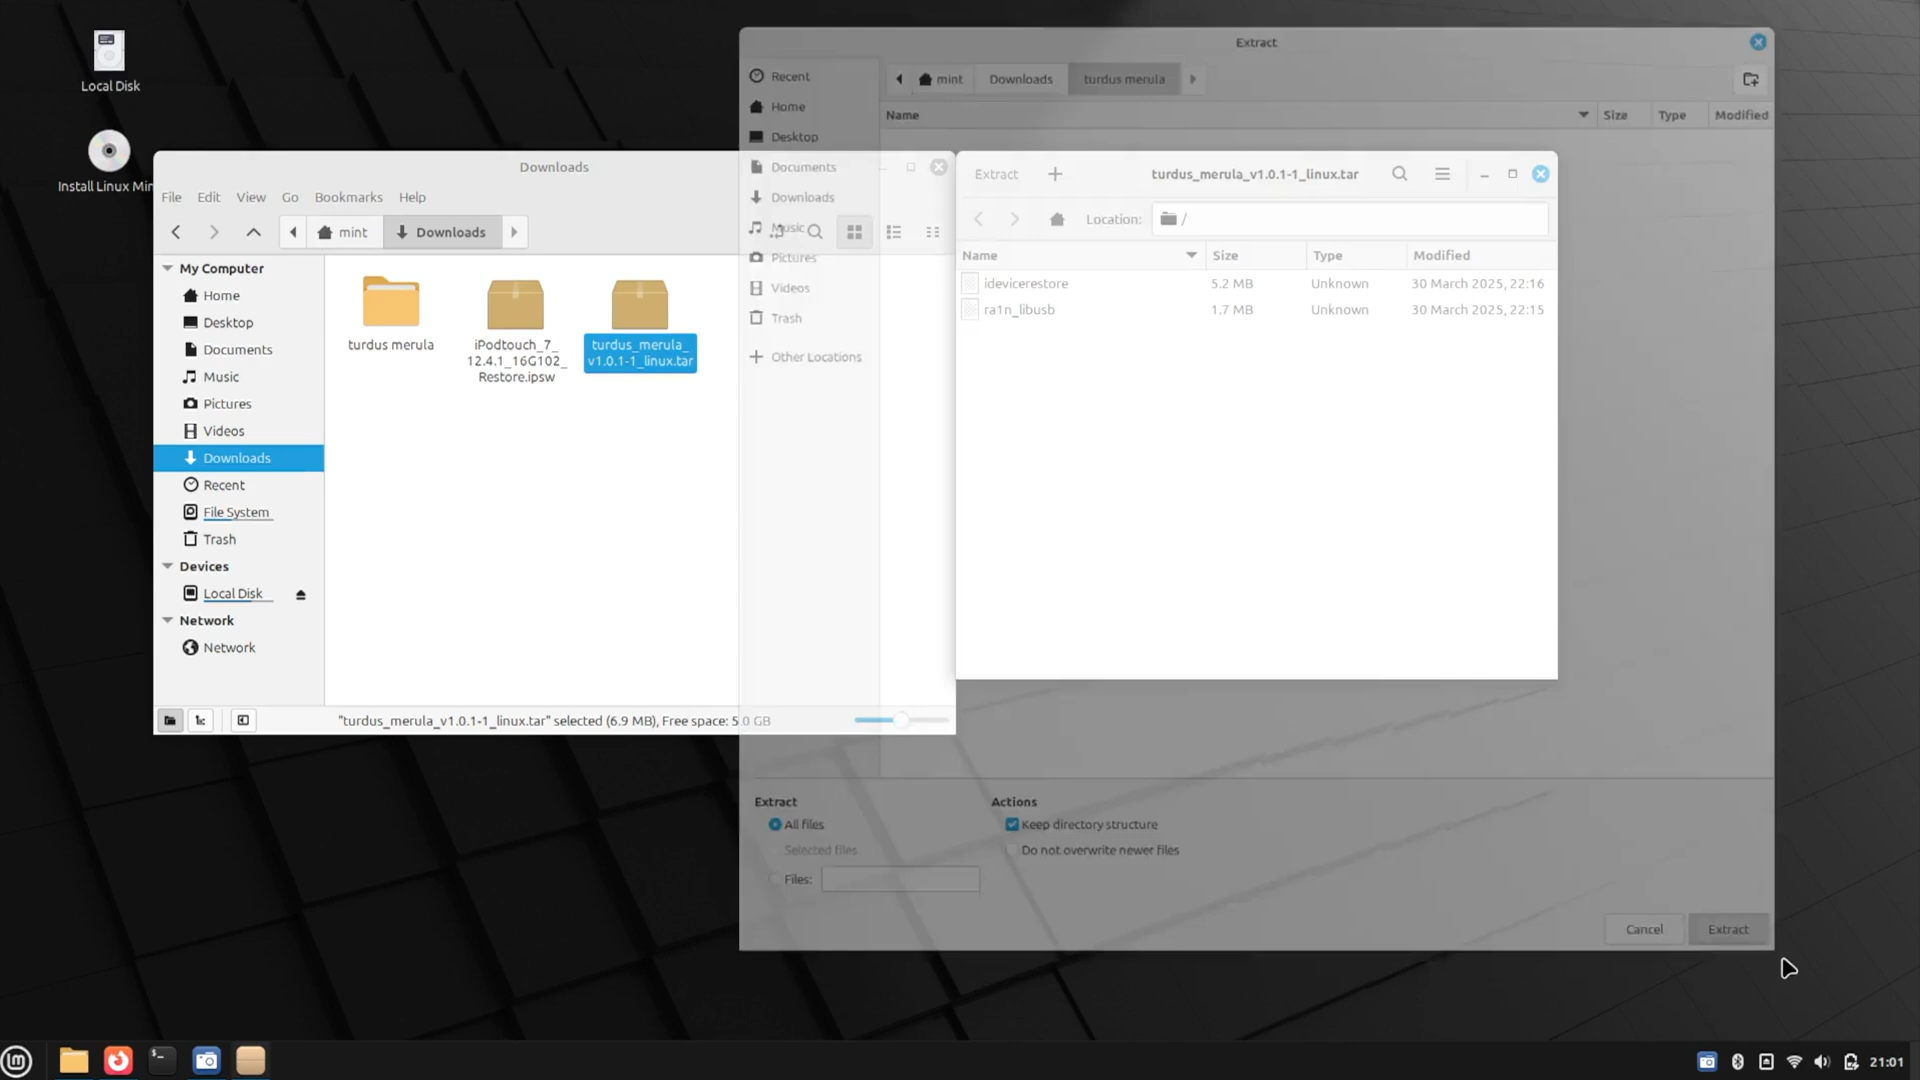 Local Disk
Install Linux Min
Extract
Recent
mint
Downloads
turdus merula
Home
Name
Size
Type
Modified
Desktop
Documents
Downloads
Music
Pictures
Videos
Trash
Other Locations
Downloads
File
Edit
View
Go
Bookmarks
Help
mint
Downloads
My Computer
Home
Desktop
Documents
Music
Pictures
Videos
Downloads
Recent
File System
Trash
Devices
Local Disk
Network
Network
turdus merula
iPodtouch_7_
12.4.1_16G102_
Restore.ipsw
turdus_merula_
v1.0.1-1_linux.tar
"turdus_merula_v1.0.1-1_linux.tar" selected (6.9 MB), Free space: 5.0 GB
Extract
turdus_merula_v1.0.1-1_linux.tar
Location:
/
Name
Size
Type
Modified
idevicerestore
5.2 MB
Unknown
30 March 2025, 22:16
ra1n_libusb
1.7 MB
Unknown
30 March 2025, 22:15
Extract
All files
Selected files
Files:
Actions
Keep directory structure
Do not overwrite newer files
Cancel
Extract
21:01